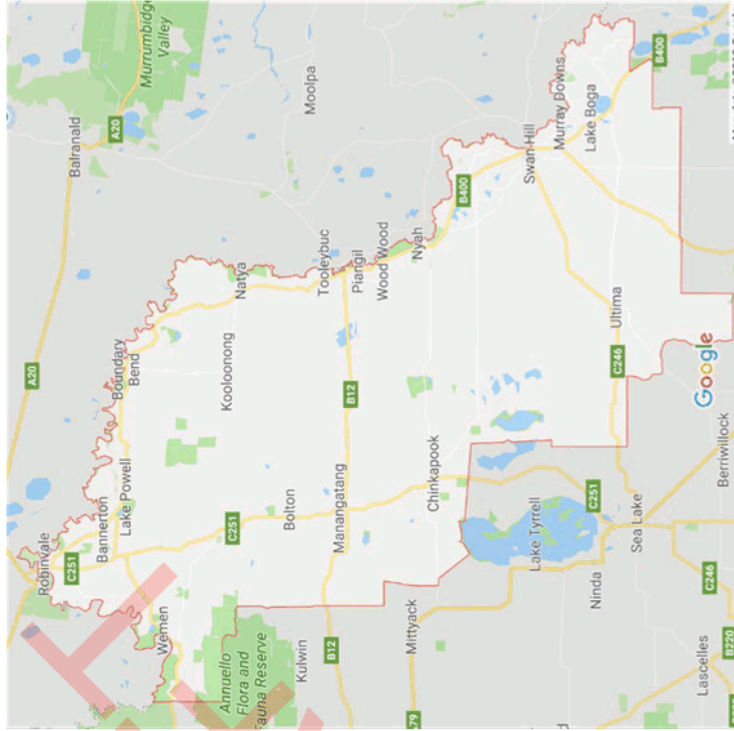 Murrumbidge
Valley
A20
Balranald
Moolpa
A20
Robinvale
C251
Bannerton
Lake Powell
Boundary
Bend
Natya
Kooloonong
Tooleybuc
Piangil
Wood Wood
Nyah
B400
Swan Hill
Murray Downs
Lake Boga
B400
Wemen
C251
Bolton
Manangatang
B12
Chinkapook
Annuello
Flora and
Fauna Reserve
Kulwin
B12
Mittyack
A79
Lake Tyrrell
C251
Sea Lake
Ninda
C246
Ultima
Google
Berriwillock
C246
Lascelles
B220